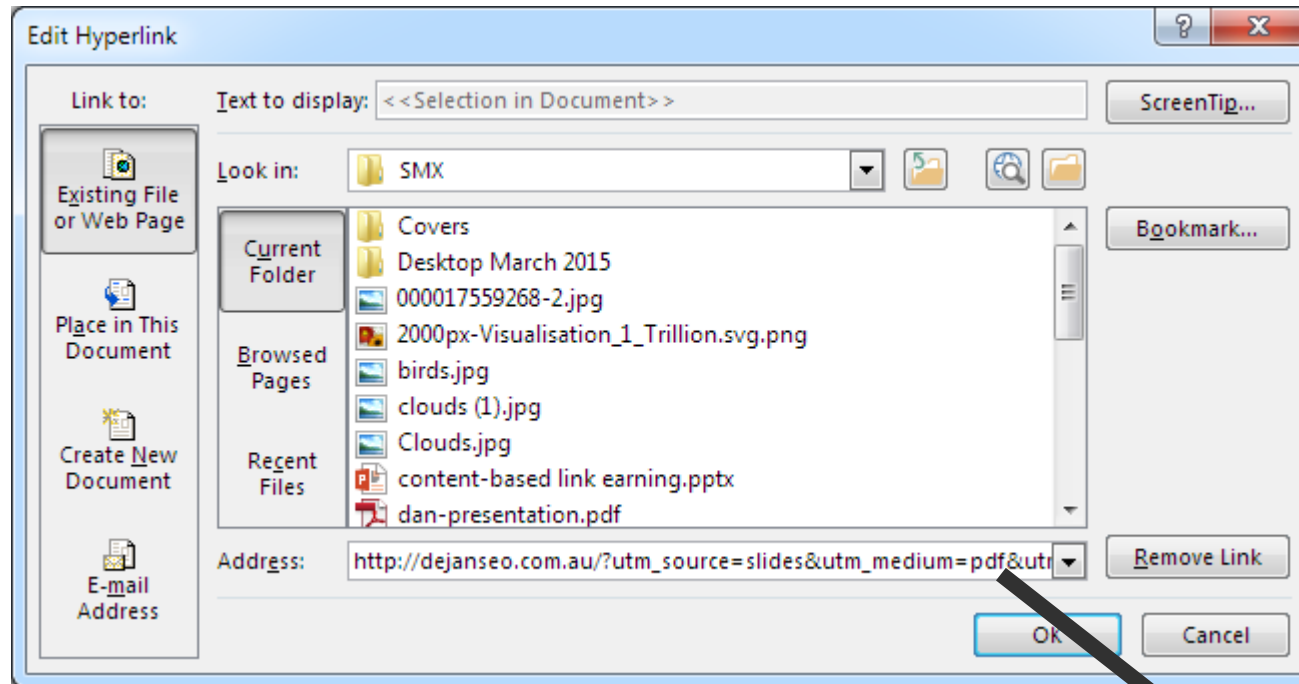 Edit Hyperlink
Link to:
Text to display: <<Selection in Document>>
ScreenTip...
Existing File
or Web Page
Look in: SMX
Place in This
Document
Current
Folder
Covers
Desktop March 2015
000017559268-2.jpg
2000px-Visualisation_1_Trillion.svg.png
birds.jpg
clouds (1).jpg
Clouds.jpg
content-based link earning.pptx
dan-presentation.pdf
Bookmark...
Browsed
Pages
Create New
Document
Recent
Files
E-mail
Address
Address: http://dejanseo.com.au/?utm_source=slides&utm_medium=pdf&utm
Remove Link
OK
Cancel